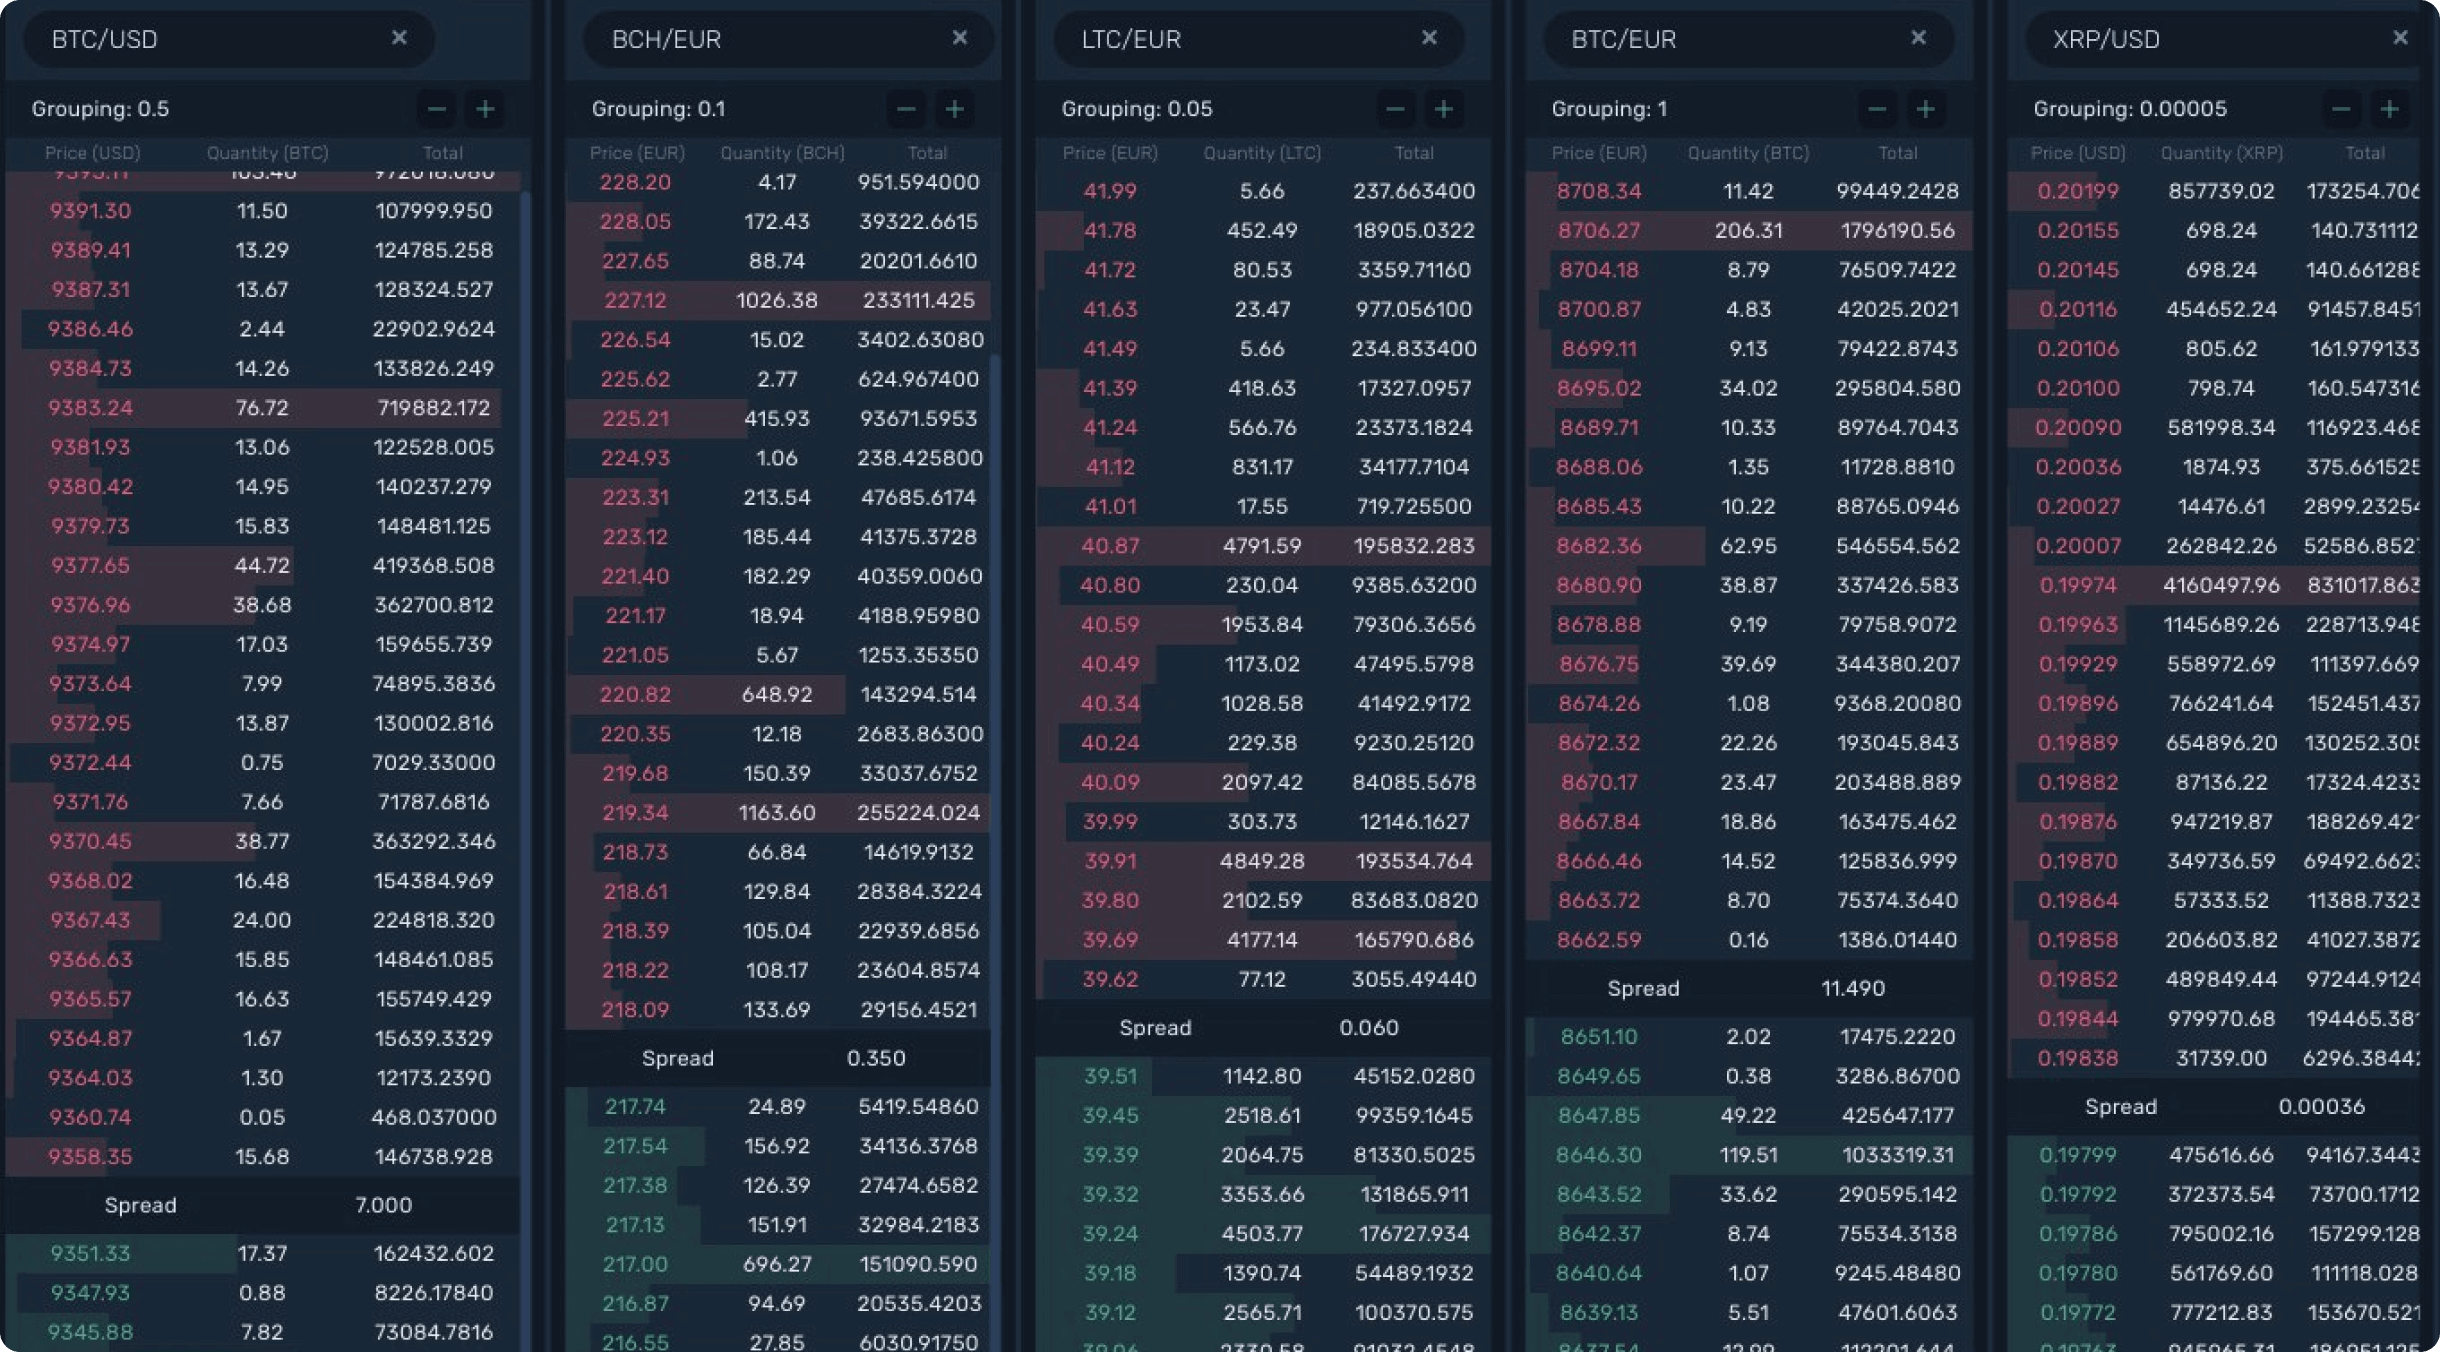 BTC/USD ×
Grouping: 0.5 − +
Price (USD) Quantity (BTC) Total
9391.30 11.50 107999.950
9389.41 13.29 124785.258
9387.31 13.67 128324.527
9386.46 2.44 22902.9624
9384.73 14.26 133826.249
9383.24 76.72 719882.172
9381.93 13.06 122528.005
9380.42 14.95 140237.279
9379.73 15.83 148481.125
9377.65 44.72 419368.508
9376.96 38.68 362700.812
9374.97 17.03 159655.739
9373.64 7.99 74895.3836
9372.95 13.87 130002.816
9372.44 0.75 7029.33000
9371.76 7.66 71787.6816
9370.45 38.77 363292.346
9368.02 16.48 154384.969
9367.43 24.00 224818.320
9366.63 15.85 148461.085
9365.57 16.63 155749.429
9364.87 1.67 15639.3329
9364.03 1.30 12173.2390
9360.74 0.05 468.037000
9358.35 15.68 146738.928
Spread 7.000
9351.33 17.37 162432.602
9347.93 0.88 8226.17840
9345.88 7.82 73084.7816
BCH/EUR ×
Grouping: 0.1 − +
Price (EUR) Quantity (BCH) Total
228.20 4.17 951.594000
228.05 172.43 39322.6615
227.65 88.74 20201.6610
227.12 1026.38 233111.425
226.54 15.02 3402.63080
225.62 2.77 624.967400
225.21 415.93 93671.5953
224.93 1.06 238.425800
223.31 213.54 47685.6174
223.12 185.44 41375.3728
221.40 182.29 40359.0060
221.17 18.94 4188.95980
221.05 5.67 1253.35350
220.82 648.92 143294.514
220.35 12.18 2683.86300
219.68 150.39 33037.6752
219.34 1163.60 255224.024
218.73 66.84 14619.9132
218.61 129.84 28384.3224
218.39 105.04 22939.6856
218.22 108.17 23604.8574
218.09 133.69 29156.4521
Spread 0.350
217.74 24.89 5419.54860
217.54 156.92 34136.3768
217.38 126.39 27474.6582
217.13 151.91 32984.2183
217.00 696.27 151090.590
216.87 94.69 20535.4203
216.55 27.85 6030.91750
LTC/EUR ×
Grouping: 0.05 − +
Price (EUR) Quantity (LTC) Total
41.99 5.66 237.663400
41.78 452.49 18905.0322
41.72 80.53 3359.71160
41.63 23.47 977.056100
41.49 5.66 234.833400
41.39 418.63 17327.0957
41.24 566.76 23373.1824
41.12 831.17 34177.7104
41.01 17.55 719.725500
40.87 4791.59 195832.283
40.80 230.04 9385.63200
40.59 1953.84 79306.3656
40.49 1173.02 47495.5798
40.34 1028.58 41492.9172
40.24 229.38 9230.25120
40.09 2097.42 84085.5678
39.99 303.73 12146.1627
39.91 4849.28 193534.764
39.80 2102.59 83683.0820
39.69 4177.14 165790.686
39.62 77.12 3055.49440
Spread 0.060
39.51 1142.80 45152.0280
39.45 2518.61 99359.1645
39.39 2064.75 81330.5025
39.32 3353.66 131865.911
39.24 4503.77 176727.934
39.18 1390.74 54489.1932
39.12 2565.71 100370.575
BTC/EUR ×
Grouping: 1 − +
Price (EUR) Quantity (BTC) Total
8708.34 11.42 99449.2428
8706.27 206.31 1796190.56
8704.18 8.79 76509.7422
8700.87 4.83 42025.2021
8699.11 9.13 79422.8743
8695.02 34.02 295804.580
8689.71 10.33 89764.7043
8688.06 1.35 11728.8810
8685.43 10.22 88765.0946
8682.36 62.95 546554.562
8680.90 38.87 337426.583
8678.88 9.19 79758.9072
8676.75 39.69 344380.207
8674.26 1.08 9368.20080
8672.32 22.26 193045.843
8670.17 23.47 203488.889
8667.84 18.86 163475.462
8666.46 14.52 125836.999
8663.72 8.70 75374.3640
8662.59 0.16 1386.01440
Spread 11.490
8651.10 2.02 17475.2220
8649.65 0.38 3286.86700
8647.85 49.22 425647.177
8646.30 119.51 1033319.31
8643.52 33.62 290595.142
8642.37 8.74 75534.3138
8640.64 1.07 9245.48480
8639.13 5.51 47601.6063
XRP/USD ×
Grouping: 0.00005 − +
Price (USD) Quantity (XRP) Total
0.20199 857739.02 173254.706
0.20155 698.24 140.731112
0.20145 698.24 140.661288
0.20116 454652.24 91457.8451
0.20106 805.62 161.979133
0.20100 798.74 160.547316
0.20090 581998.34 116923.468
0.20036 1874.93 375.661525
0.20027 14476.61 2899.23254
0.20007 262842.26 52586.852
0.19974 4160497.96 831017.863
0.19963 1145689.26 228713.948
0.19929 558972.69 111397.669
0.19896 766241.64 152451.437
0.19889 654896.20 130252.305
0.19882 87136.22 17324.4233
0.19876 947219.87 188269.42
0.19870 349736.59 69492.6623
0.19864 57333.52 11388.7323
0.19858 206603.82 41027.3872
0.19852 489849.44 97244.9124
0.19844 979970.68 194465.38
0.19838 31739.00 6296.3844
Spread 0.00036
0.19799 475616.66 94167.3443
0.19792 372373.54 73700.1712
0.19786 795002.16 157299.128
0.19780 561769.60 111118.028
0.19772 777212.83 153670.521